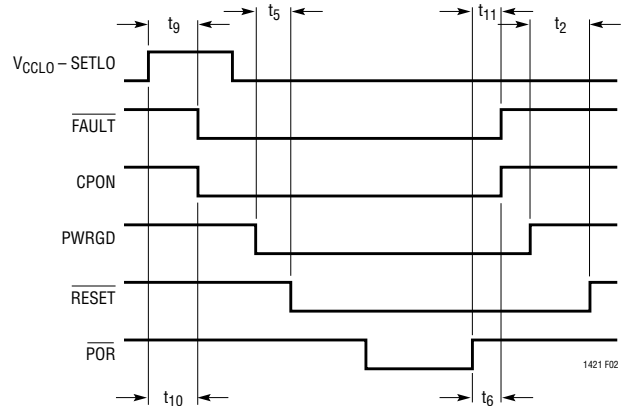 t9 t5 t11 t2
VCCLO – SETLO
FAULT
CPON
PWRGD
RESET
POR
1421 F02
t10 t6